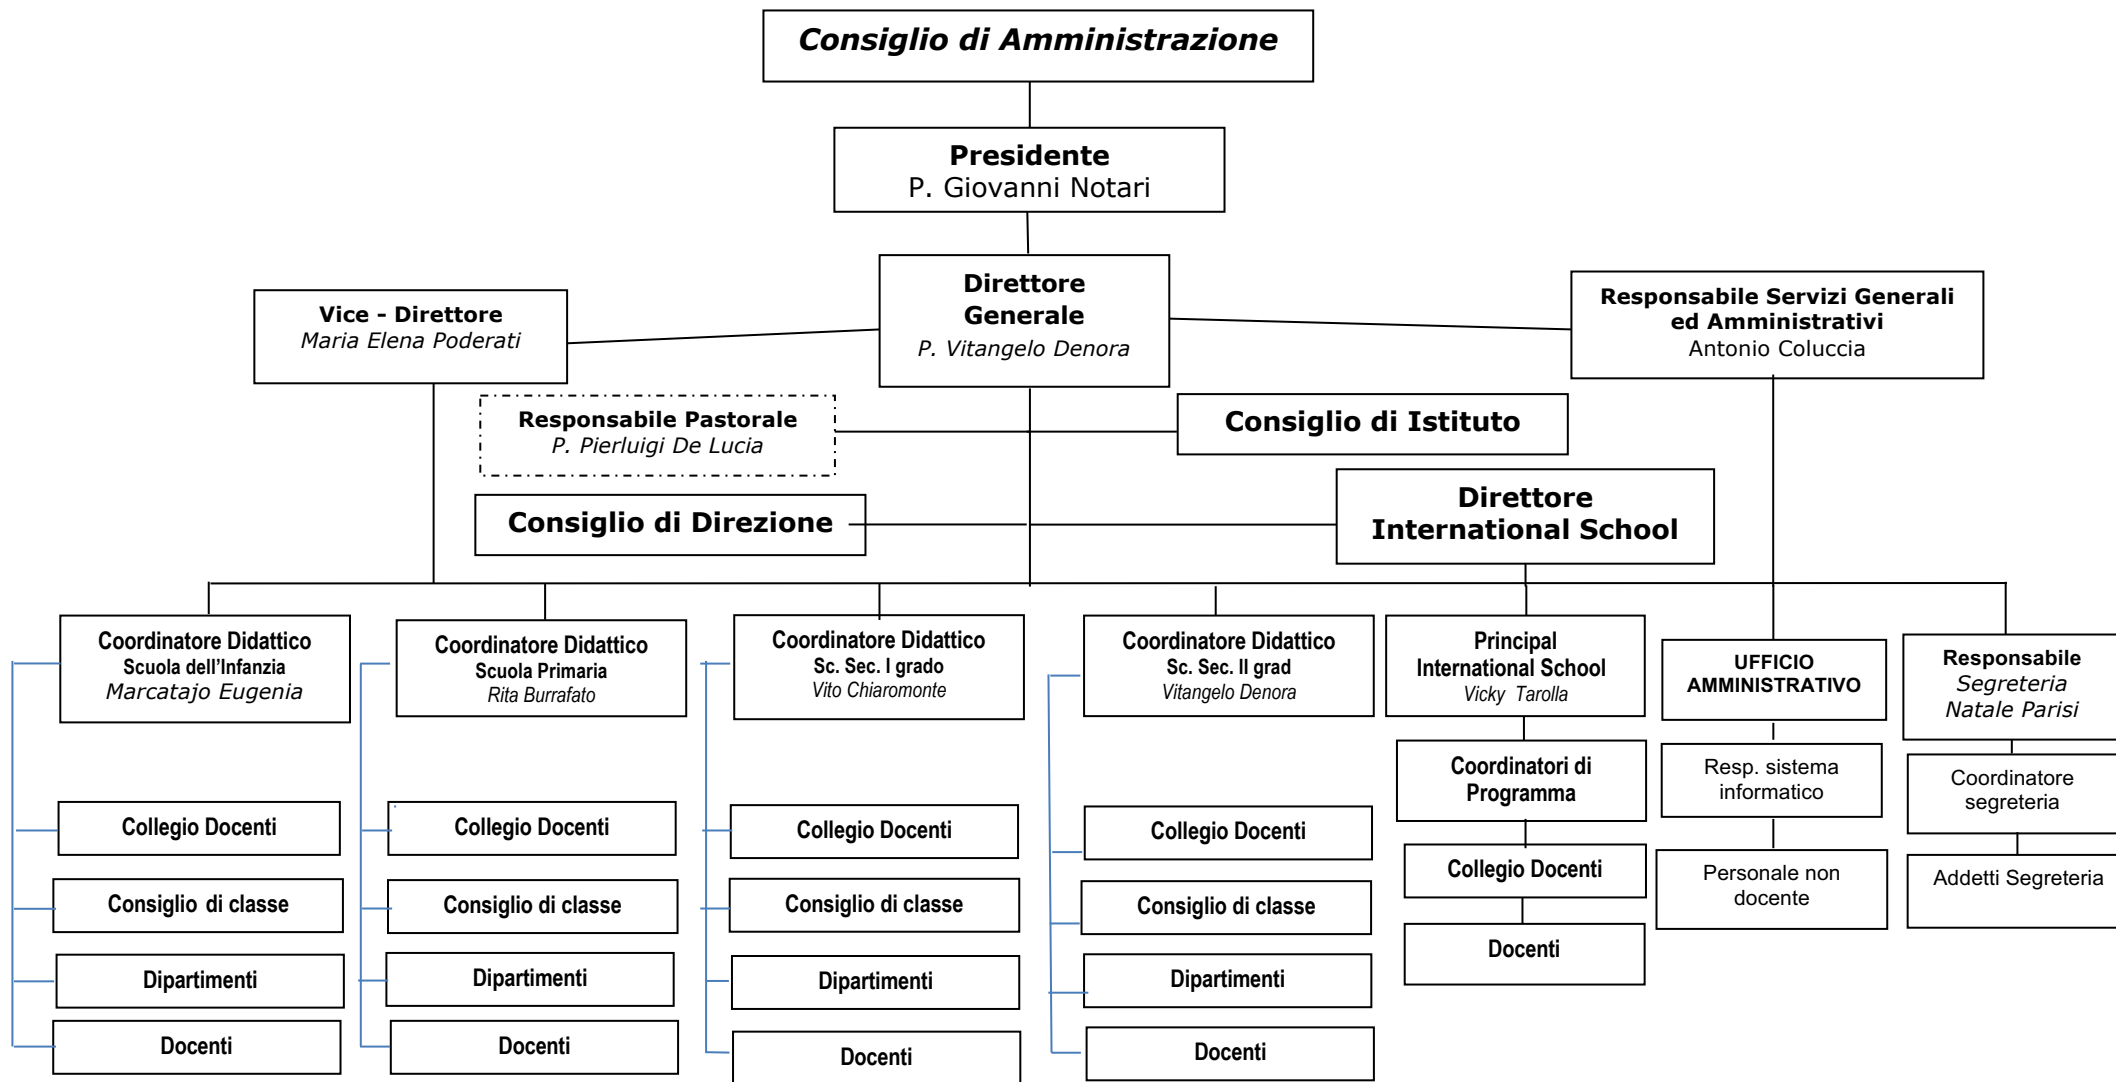 Consiglio di Amministrazione
Presidente
P. Giovanni Notari
Direttore
Generale
P. Vitangelo Denora
Vice - Direttore
Maria Elena Poderati
Responsabile Servizi Generali
ed Amministrativi
Antonio Coluccia
Responsabile Pastorale
P. Pierluigi De Lucia
Consiglio di Istituto
Consiglio di Direzione
Direttore
International School
Coordinatore Didattico
Scuola dell'Infanzia
Marcatajo Eugenia
Collegio Docenti
Consiglio di classe
Dipartimenti
Docenti
Coordinatore Didattico
Scuola Primaria
Rita Burrafato
Collegio Docenti
Consiglio di classe
Dipartimenti
Docenti
Coordinatore Didattico
Sc. Sec. I grado
Vito Chiaromonte
Collegio Docenti
Consiglio di classe
Dipartimenti
Docenti
Coordinatore Didattico
Sc. Sec. II grad
Vitangelo Denora
Collegio Docenti
Consiglio di classe
Dipartimenti
Docenti
Principal
International School
Vicky Tarolla
Coordinatori di
Programma
Collegio Docenti
Docenti
UFFICIO
AMMINISTRATIVO
Resp. sistema
informatico
Personale non
docente
Responsabile
Segreteria
Natale Parisi
Coordinatore
segreteria
Addetti Segreteria